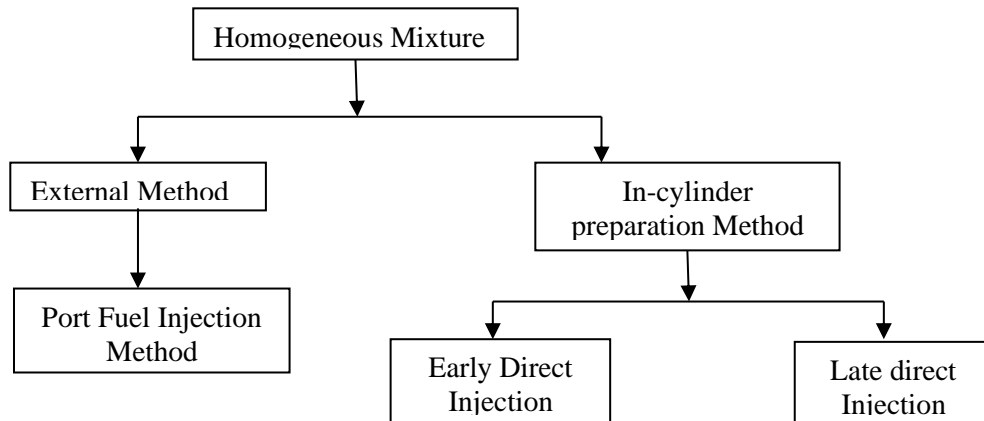 Homogeneous Mixture
External Method
In-cylinder
preparation Method
Port Fuel Injection
Method
Early Direct
Injection
Late direct
Injection